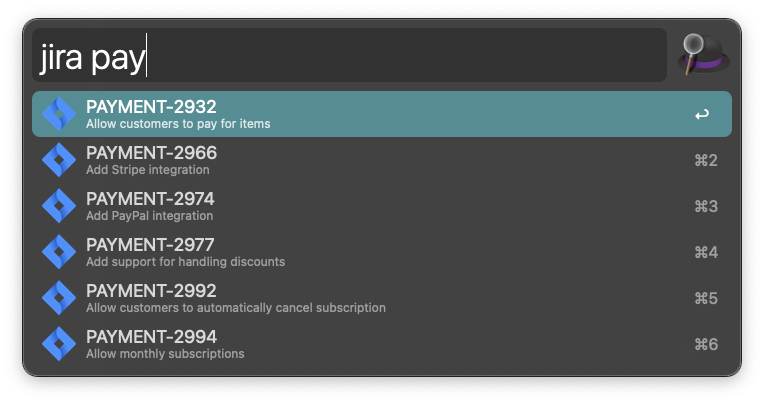 jira pay
PAYMENT-2932
Allow customers to pay for items
↩
PAYMENT-2966
Add Stripe integration
⌘2
PAYMENT-2974
Add PayPal integration
⌘3
PAYMENT-2977
Add support for handling discounts
⌘4
PAYMENT-2992
Allow customers to automatically cancel subscription
⌘5
PAYMENT-2994
Allow monthly subscriptions
⌘6